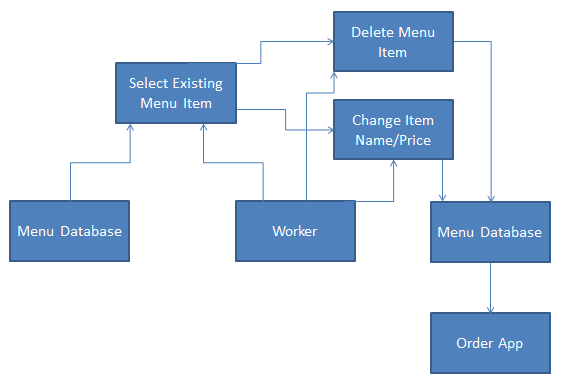 Delete Menu
Item
Select Existing
Menu Item
Change Item
Name/Price
Menu Database
Worker
Menu Database
Order App